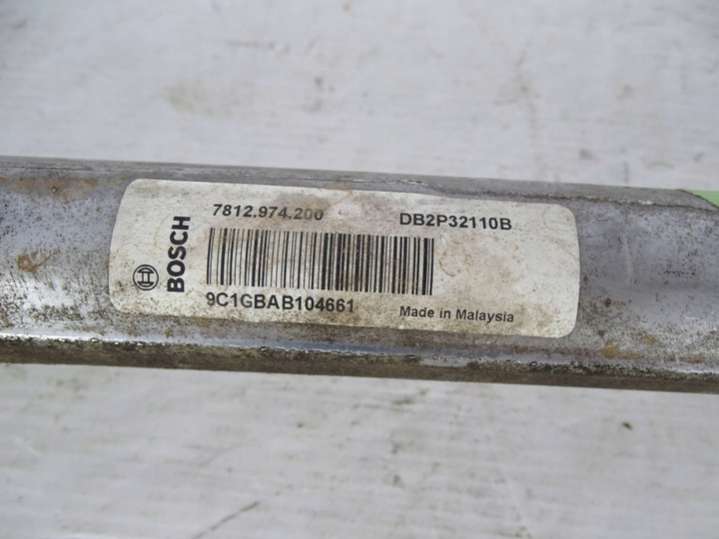 BOSCH
7812.974.200 DB2P32110B
9C1GBAB104661 Made in Malaysia